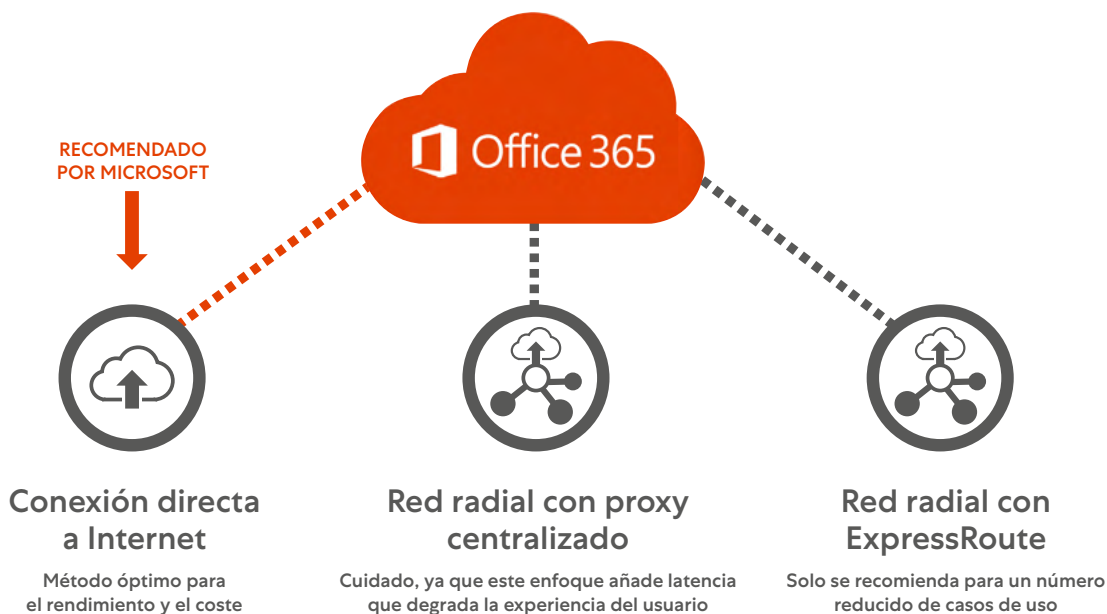 Office 365
RECOMENDADO
POR MICROSOFT
Conexión directa
a Internet
Método óptimo para
el rendimiento y el coste
Red radial con proxy
centralizado
Cuidado, ya que este enfoque añade latencia
que degrada la experiencia del usuario
Red radial con
ExpressRoute
Solo se recomienda para un número
reducido de casos de uso